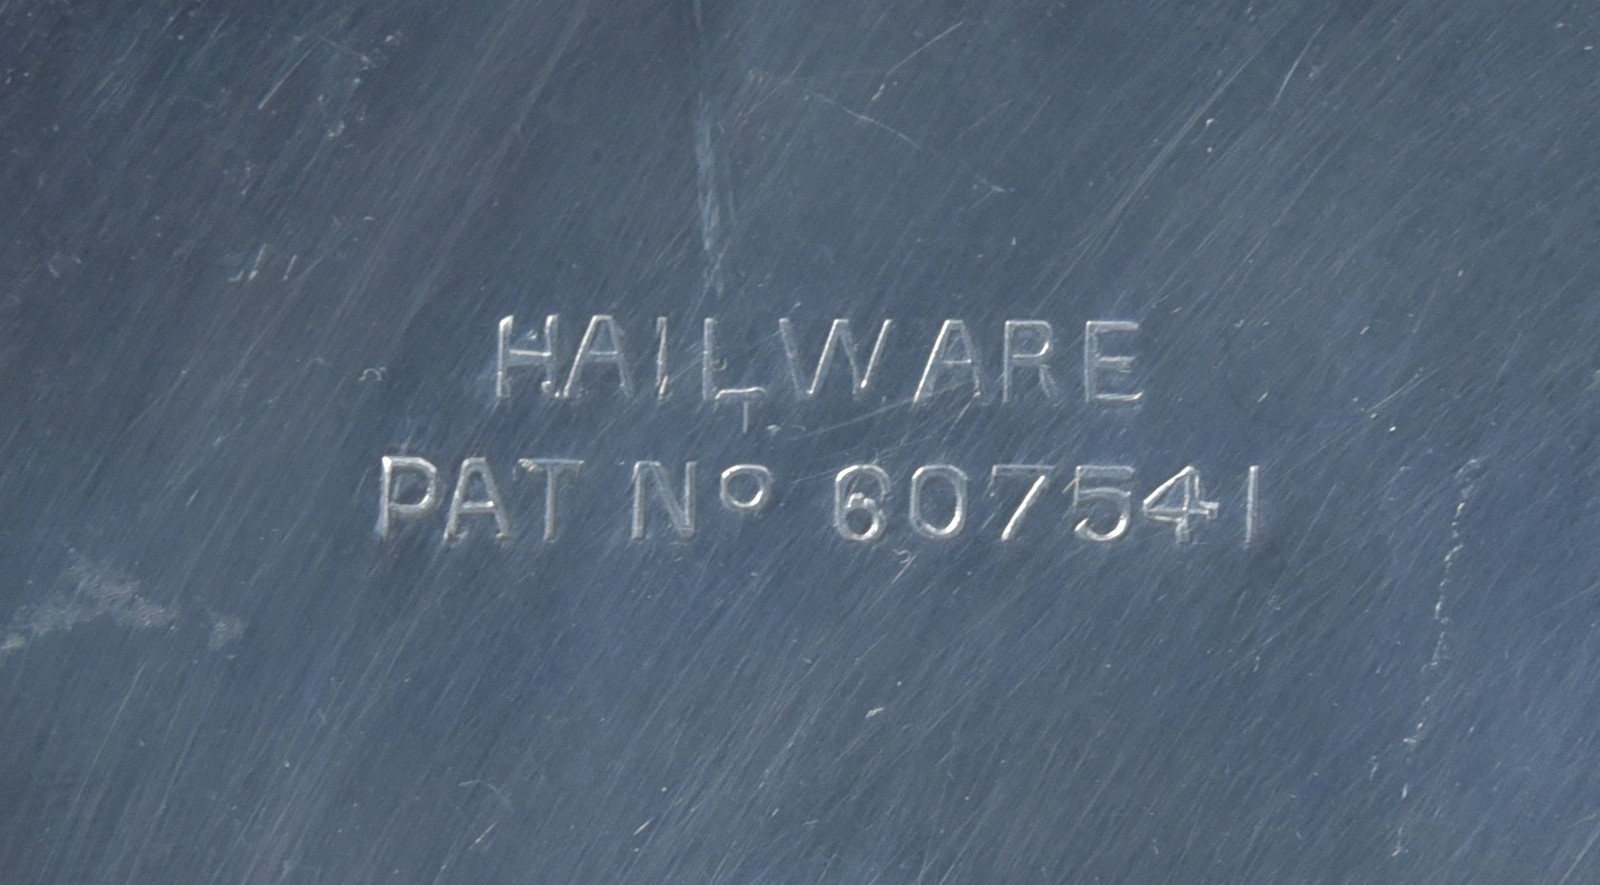 HAILWARE
T
PAT Nº 607541